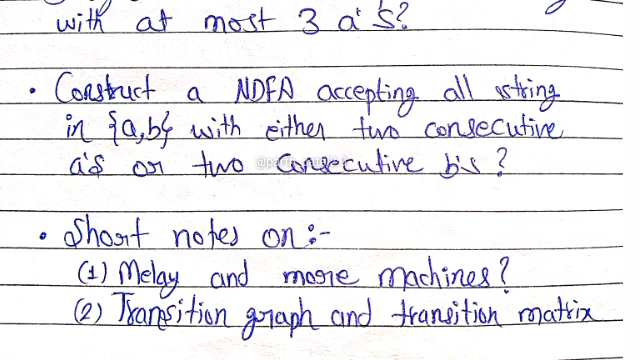 with at most 3 a's?
• Construct a NDFA accepting all string
in {a,b} with either two consecutive
a's or two consecutive b's?
• Short notes on:-
(1) Melay and more machines?
(2) Transition graph and transition matrix